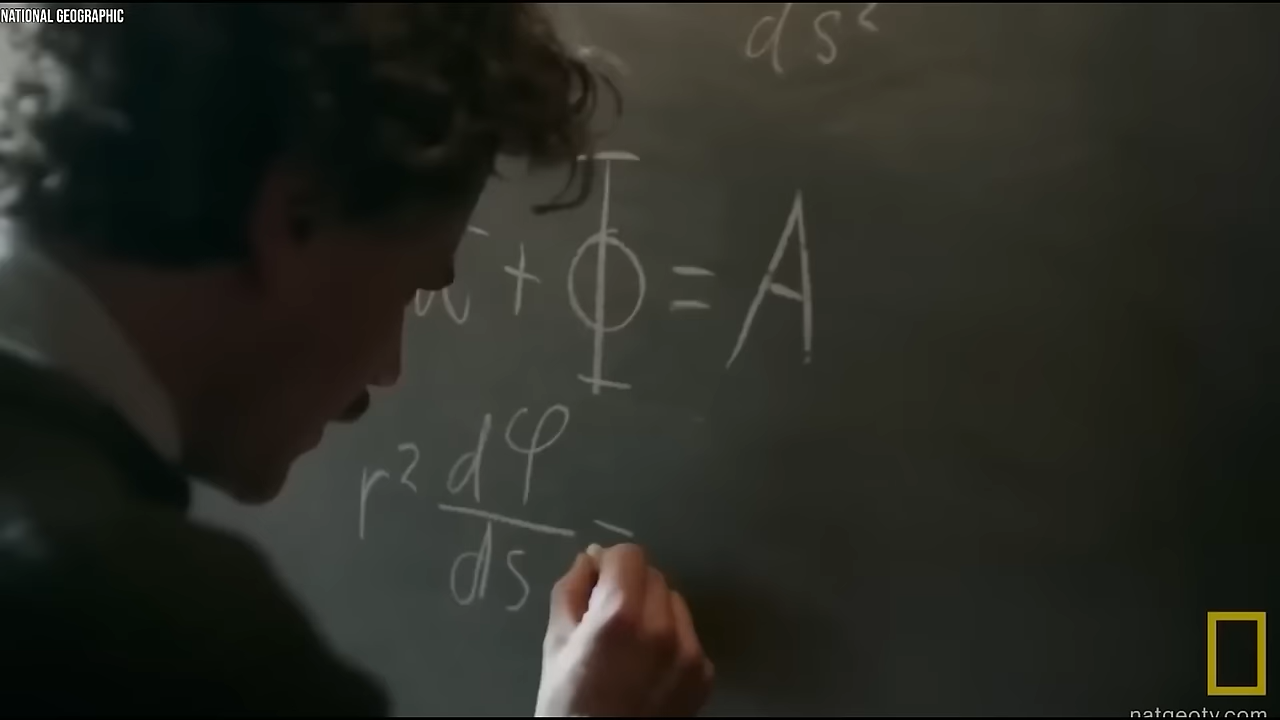 NATIONAL GEOGRAPHIC
ds²
+ Φ = A
r² dφ/ds =
natgeotv.com